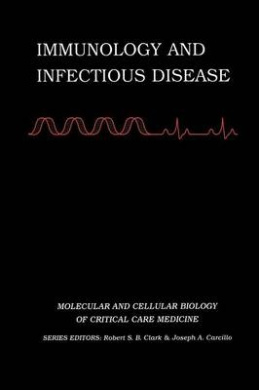 IMMUNOLOGY AND
INFECTIOUS DISEASE
MOLECULAR AND CELLULAR BIOLOGY
OF CRITICAL CARE MEDICINE
SERIES EDITORS: Robert S. B. Clark & Joseph A. Carcillo